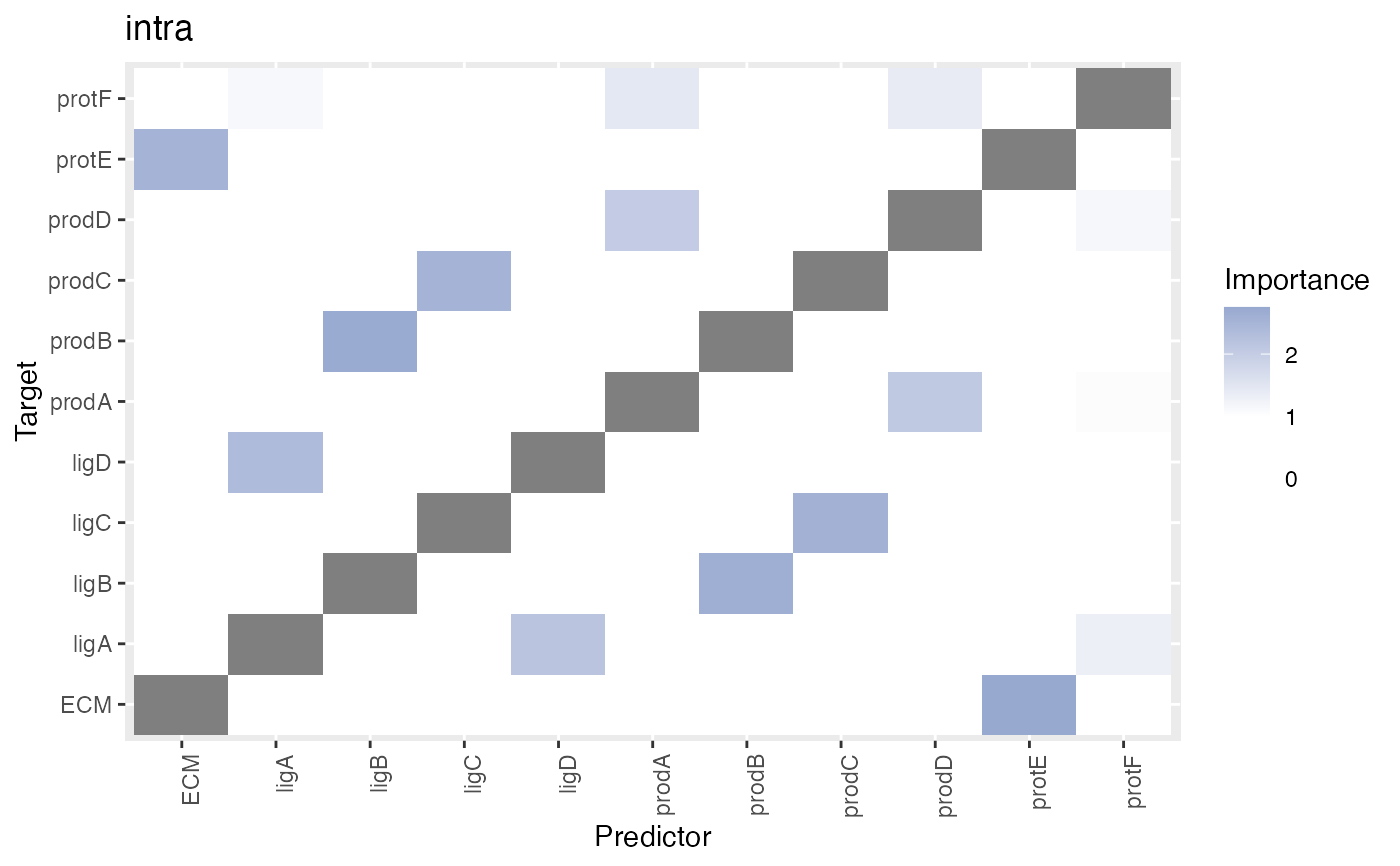 intra
Target
protF
protE
prodD
prodC
prodB
prodA
ligD
ligC
ligB
ligA
ECM
ECM
ligA
ligB
ligC
ligD
prodA
prodB
prodC
prodD
protE
protF
Predictor
Importance
2
1
0